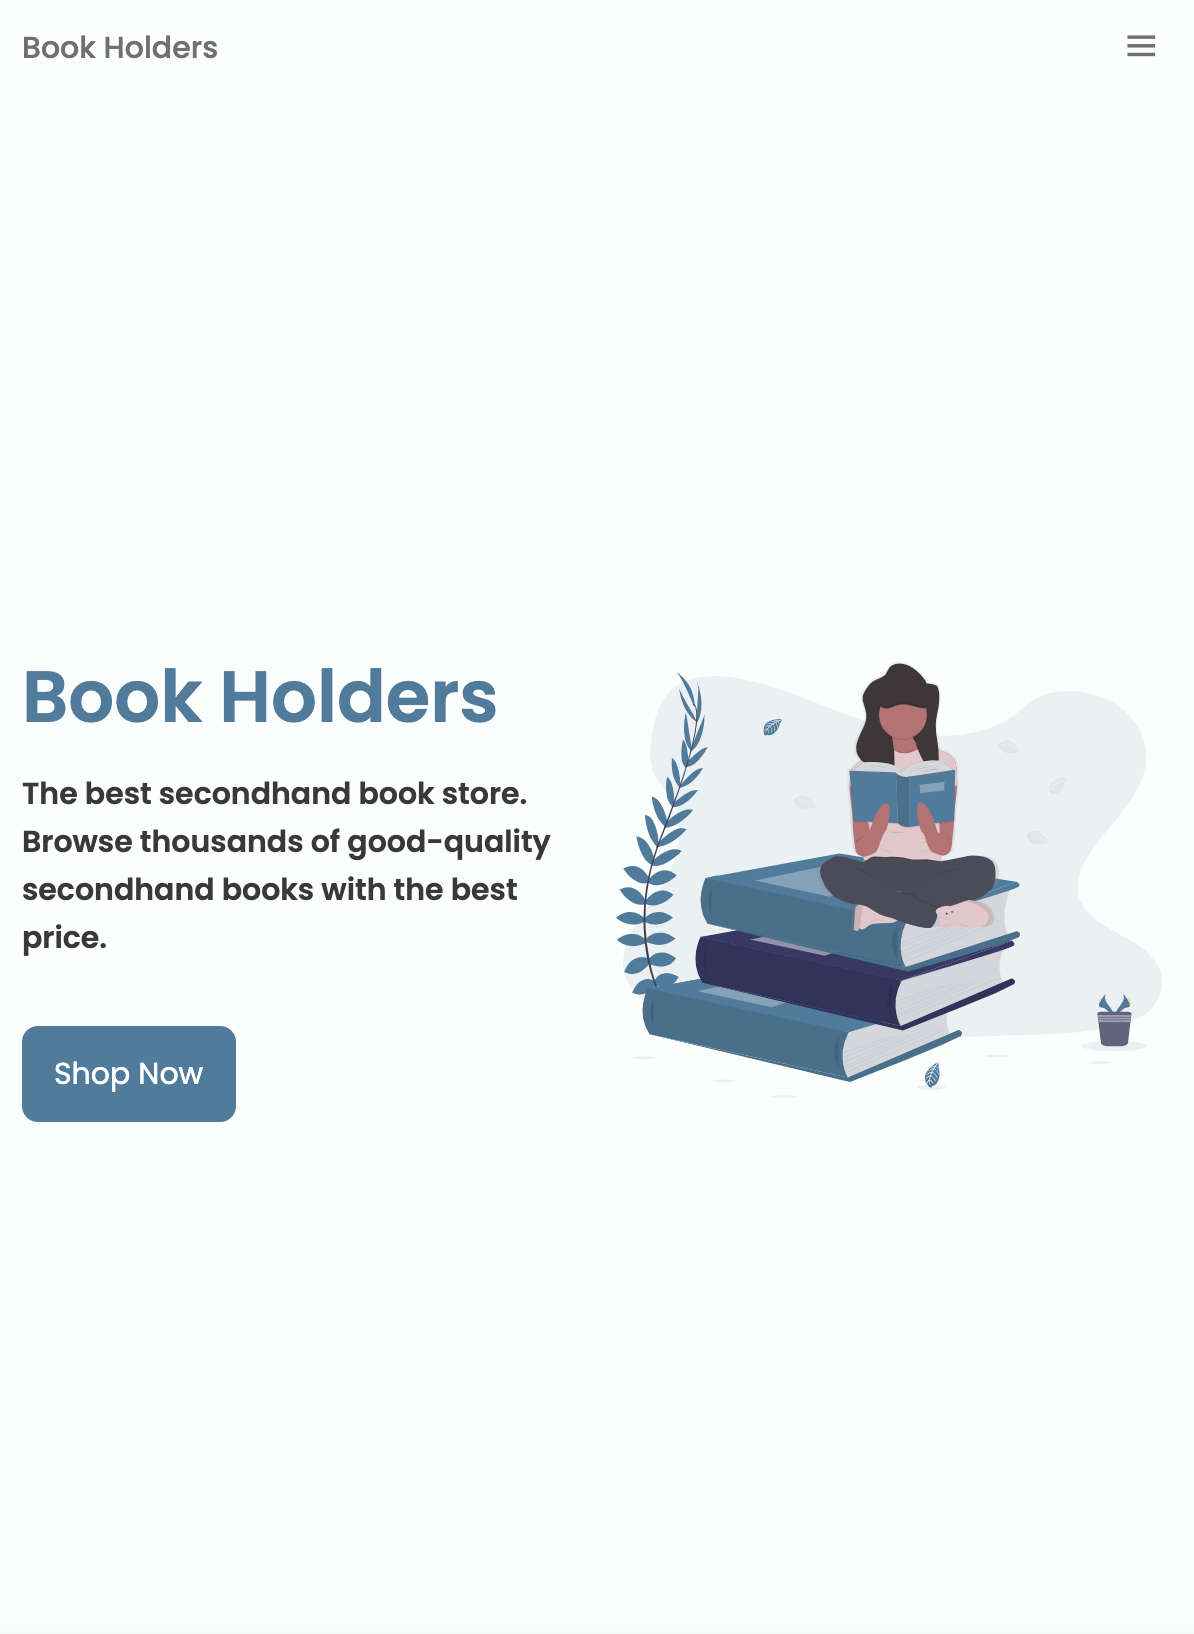 Book Holders
Book Holders
The best secondhand book store.
Browse thousands of good-quality
secondhand books with the best
price.
Shop Now